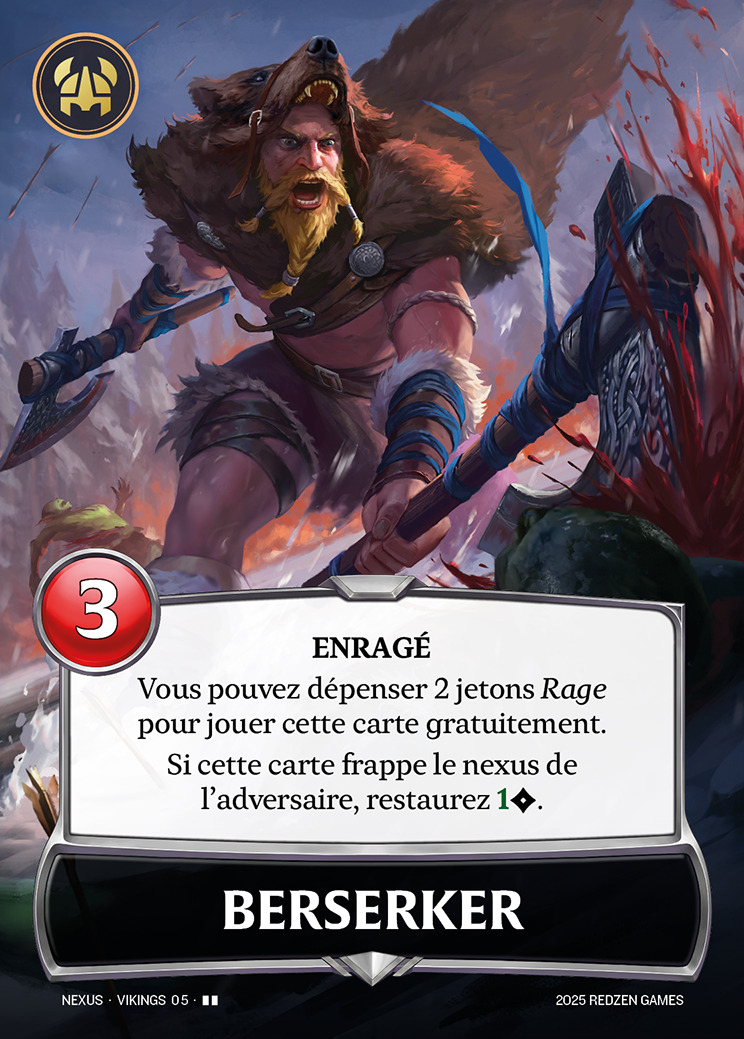 3
ENRAGÉ
Vous pouvez dépenser 2 jetons Rage
pour jouer cette carte gratuitement.
Si cette carte frappe le nexus de
l’adversaire, restaurez 1.
BERSERKER
NEXUS · VIKINGS 05 ·
2025 REDZEN GAMES